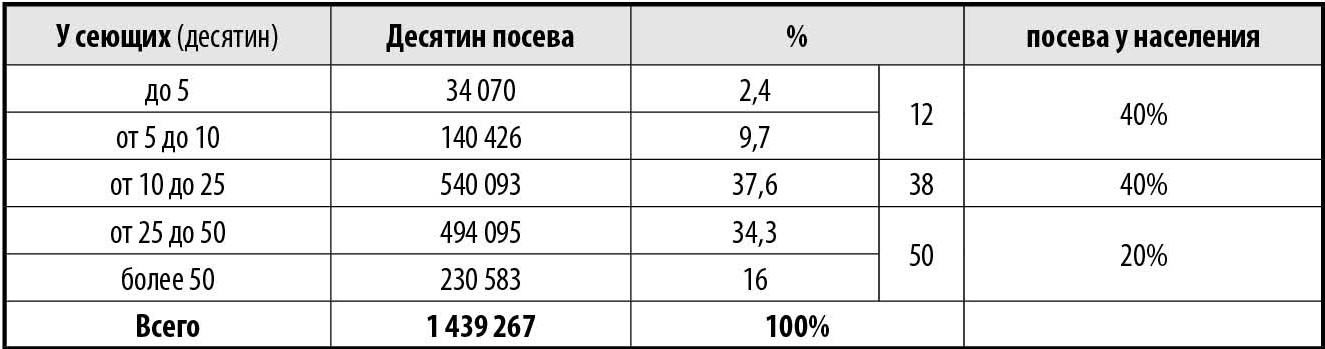 У сеющих (десятин) Десятин посева % посева у населения
до 5 34 070 2,4 12 40%
от 5 до 10 140 426 9,7
от 10 до 25 540 093 37,6 38 40%
от 25 до 50 494 095 34,3 50 20%
более 50 230 583 16
Всего 1 439 267 100%